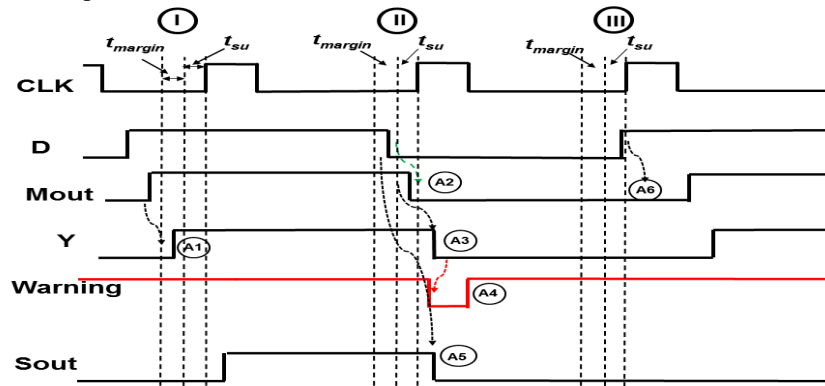 I II III
t_margin t_su t_margin t_su t_margin t_su
CLK
D
A2 A6
Mout
Y A1 A3
Warning A4
Sout A5